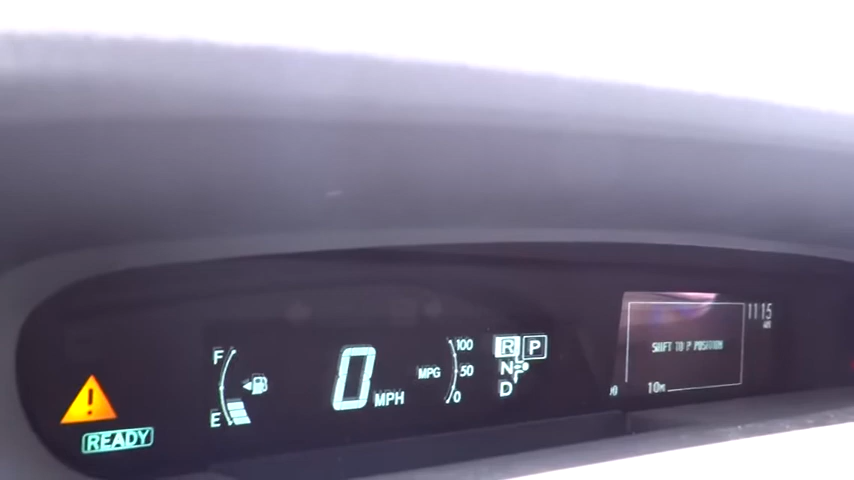 F
E
READY
0 MPH
MPG
100
50
0
R P
N
D
SHIFT TO P POSITION
10M
11:15